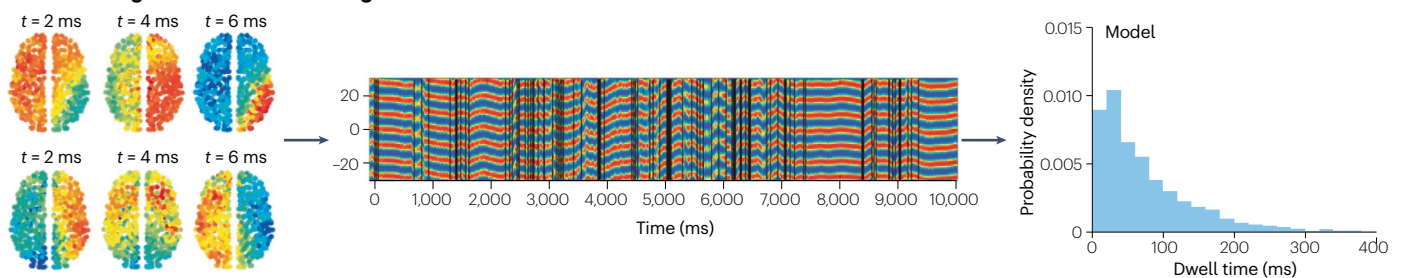 t = 2 ms t = 4 ms t = 6 ms
t = 2 ms t = 4 ms t = 6 ms
20
0
–20
0 1,000 2,000 3,000 4,000 5,000 6,000 7,000 8,000 9,000 10,000
Time (ms)
Model
Probability density
0.015
0.010
0.005
0
0 100 200 300 400
Dwell time (ms)